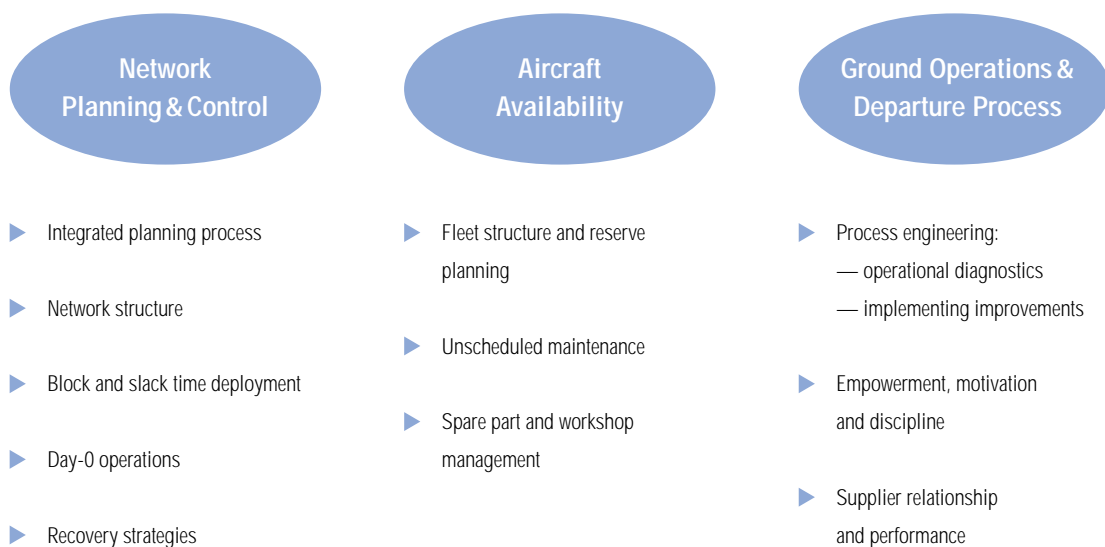 Network
Planning & Control
Integrated planning process
Network structure
Block and slack time deployment
Day-0 operations
Recovery strategies
Aircraft
Availability
Fleet structure and reserve
planning
Unscheduled maintenance
Spare part and workshop
management
Ground Operations &
Departure Process
Process engineering:
— operational diagnostics
— implementing improvements
Empowerment, motivation
and discipline
Supplier relationship
and performance